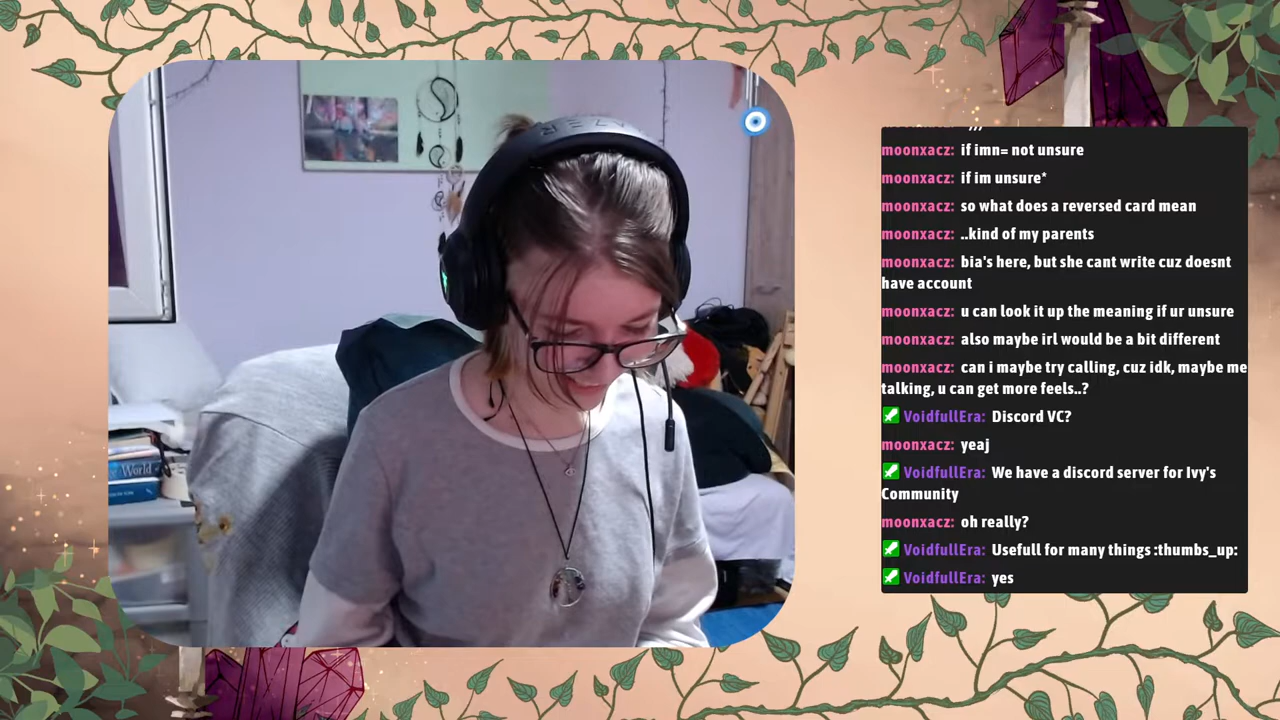 moonxacz: if imn= not unsure
moonxacz: if im unsure*
moonxacz: so what does a reversed card mean
moonxacz: ..kind of my parents
moonxacz: bia's here, but she cant write cuz doesnt
have account
moonxacz: u can look it up the meaning if ur unsure
moonxacz: also maybe irl would be a bit different
moonxacz: can i maybe try calling, cuz idk, maybe me
talking, u can get more feels..?
VoidfullEra: Discord VC?
moonxacz: yeaj
VoidfullEra: We have a discord server for Ivy's
Community
moonxacz: oh really?
VoidfullEra: Usefull for many things :thumbs_up:
VoidfullEra: yes
World